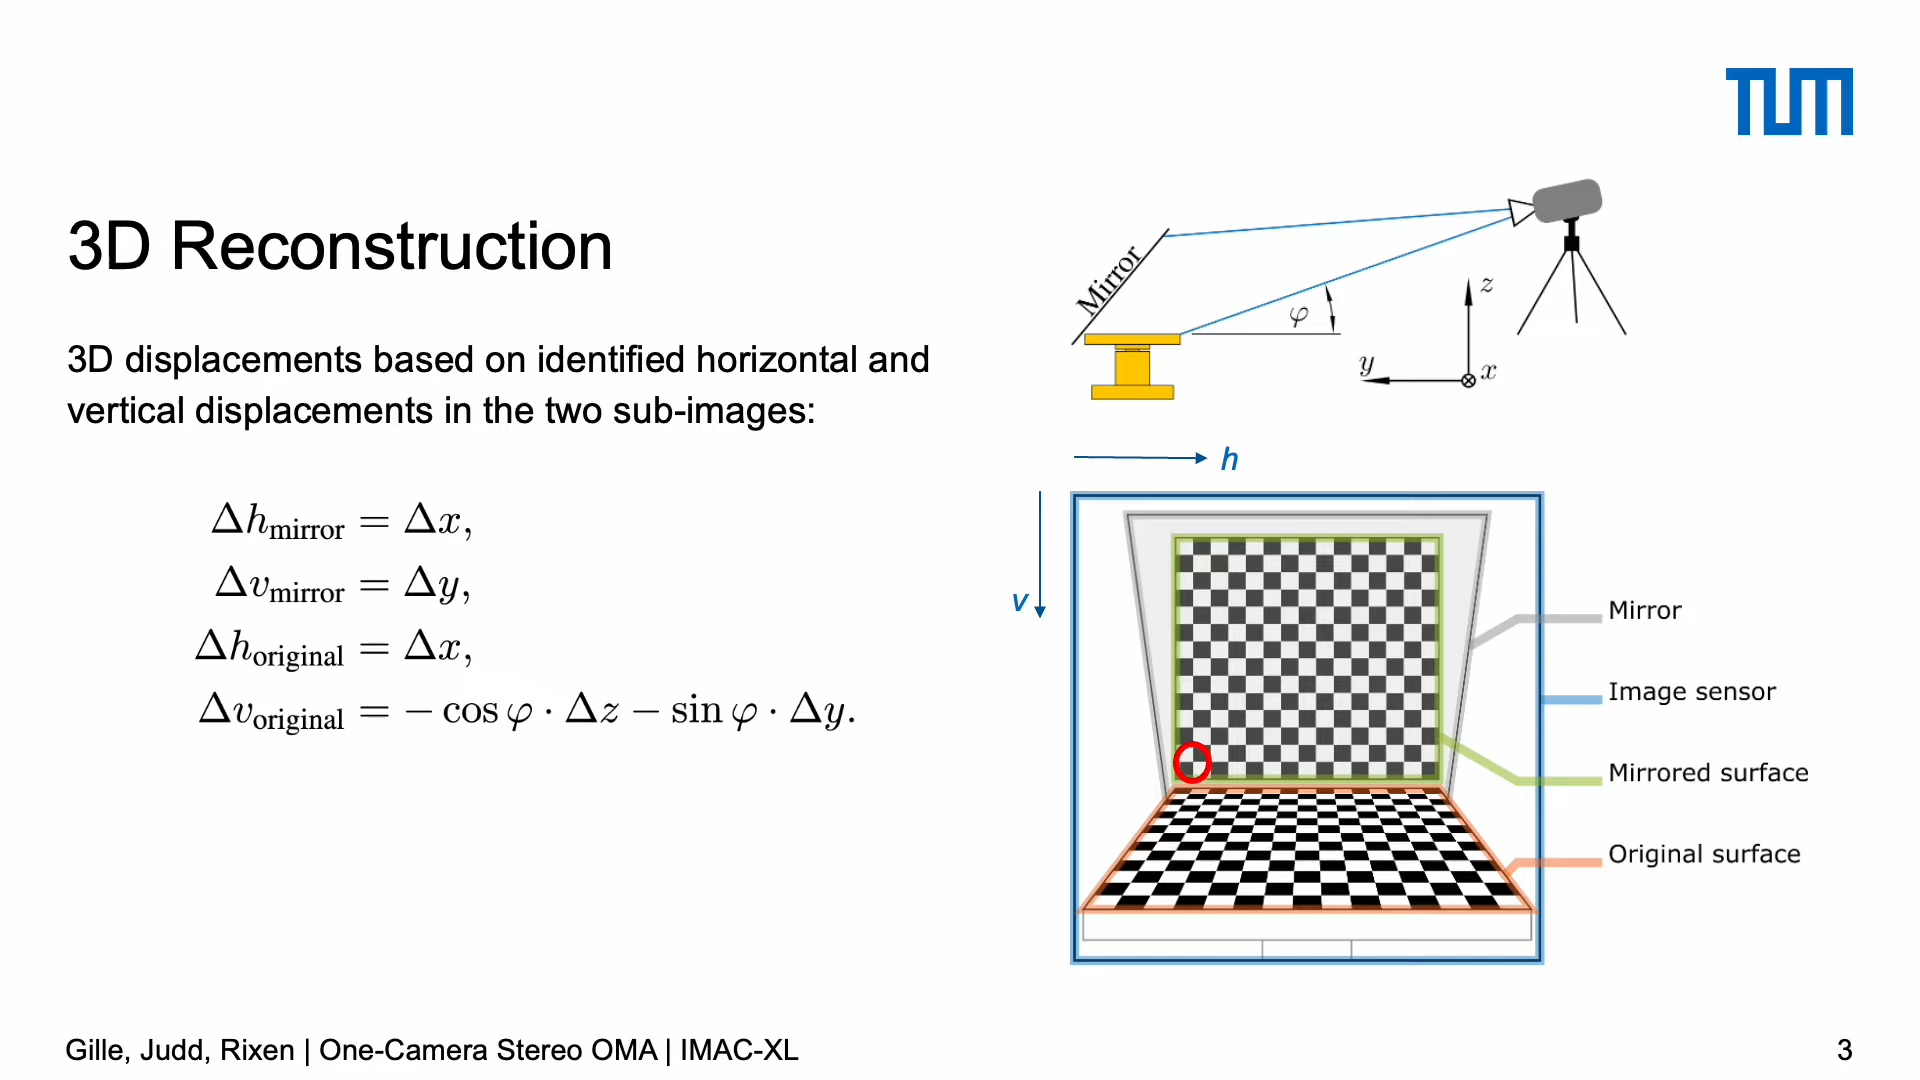 TUM
3D Reconstruction
3D displacements based on identified horizontal and
vertical displacements in the two sub-images:
Δh_mirror = Δx,
Δv_mirror = Δy,
Δh_original = Δx,
Δv_original = − cos φ · Δz − sin φ · Δy.
Mirror
φ
z
y
x
h
v
Mirror
Image sensor
Mirrored surface
Original surface
Gille, Judd, Rixen | One-Camera Stereo OMA | IMAC-XL
3